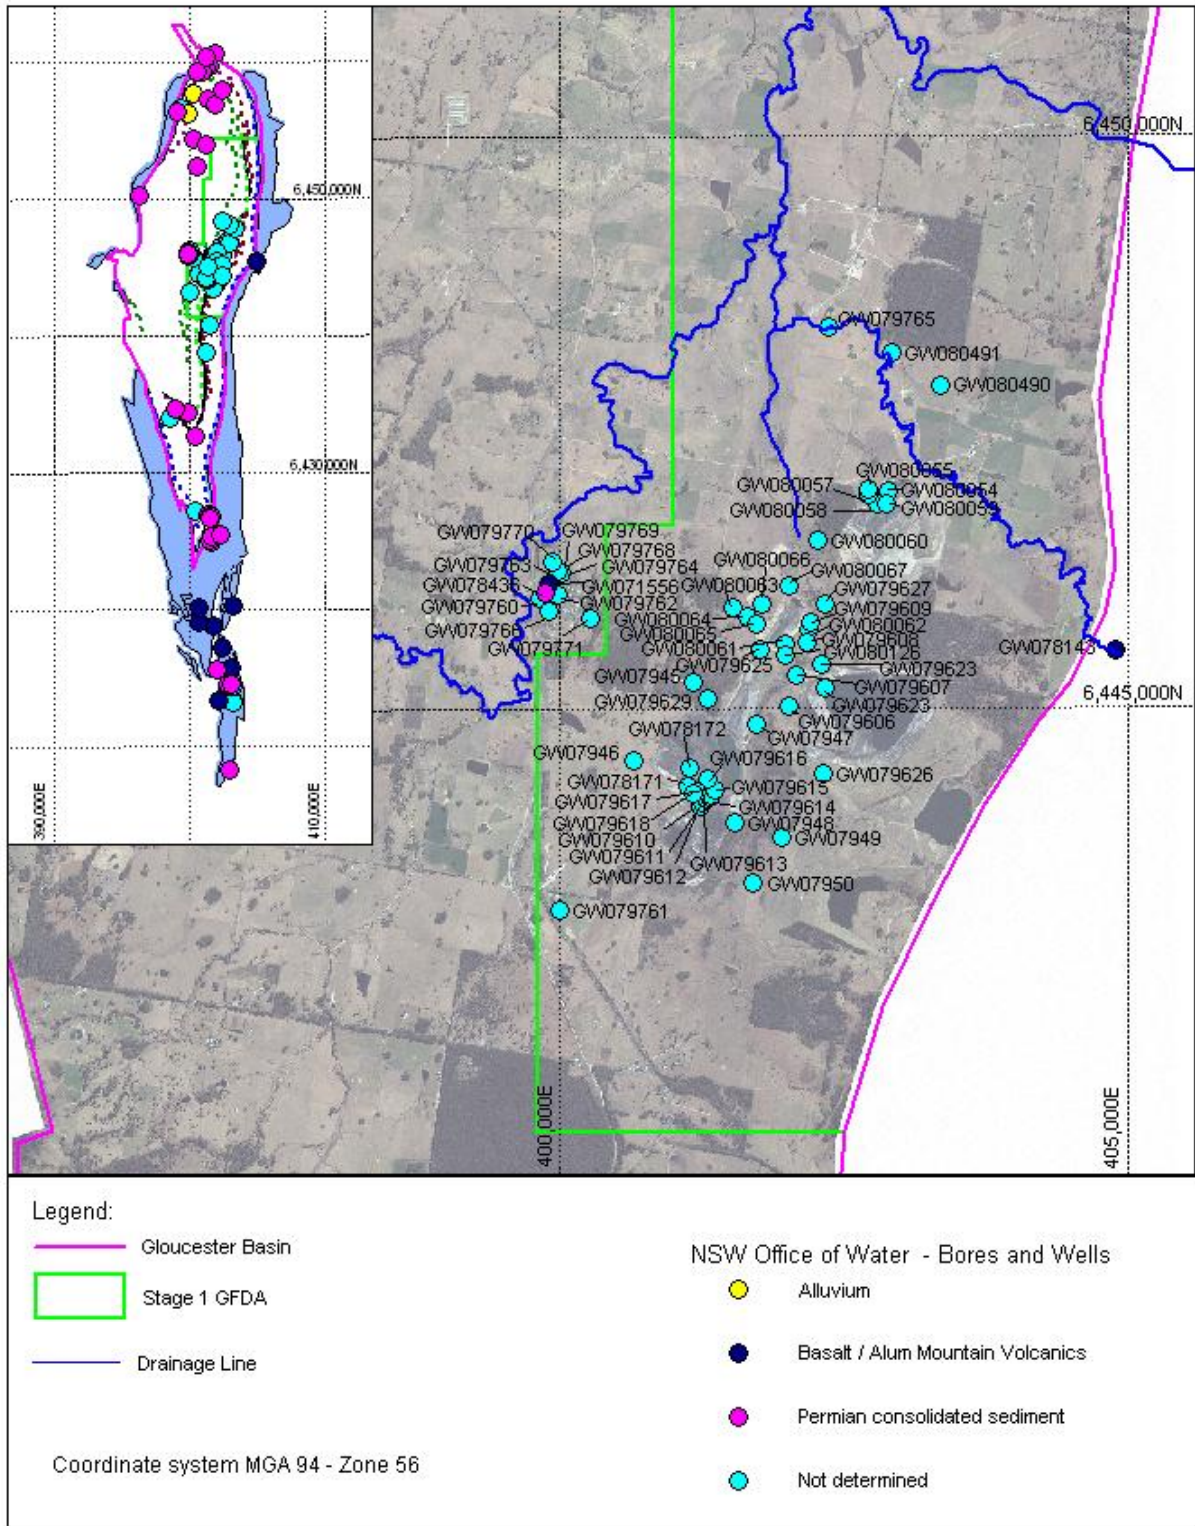 6,450,000N
6,430,000N
390,000E
410,000E
6,450,000N
GW079765
GW080491
GW080490
GW080055
GW080057
GW080054
GW080058
GW080059
GW080060
GW079770
GW079769
GW079768
GW079763
GW079764
GW078436
GW071556
GW079760
GW079762
GW079766
GW079771
GW080066
GW080063
GW080067
GW079627
GW080064
GW079609
GW080065
GW080062
GW080061
GW079608
GW080126
GW078143
GW079625
GW079623
GW07945
GW079607
GW079629
GW079623
6,445,000N
GW079606
GW078172
GW07947
GW07946
GW079616
GW079626
GW078171
GW079615
GW079617
GW079614
GW079618
GW07948
GW079610
GW07949
GW079611
GW079613
GW079612
GW07950
GW079761
400,000E
405,000E
Legend:
Gloucester Basin
Stage 1 GFDA
Drainage Line
Coordinate system MGA 94 - Zone 56
NSW Office of Water - Bores and Wells
Alluvium
Basalt / Alum Mountain Volcanics
Permian consolidated sediment
Not determined